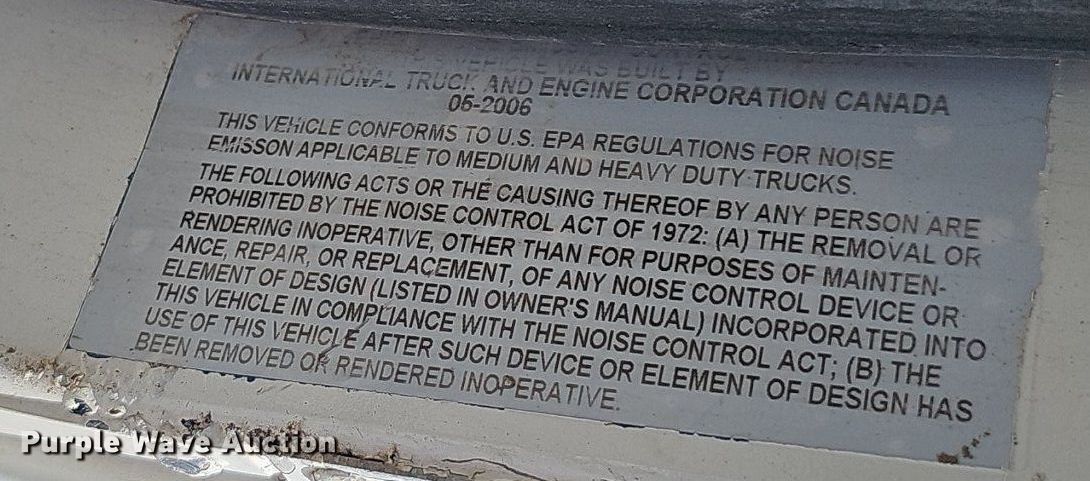 VEHICLE WAS BUILT BY
INTERNATIONAL TRUCK AND ENGINE CORPORATION CANADA
05-2006
THIS VEHICLE CONFORMS TO U.S. EPA REGULATIONS FOR NOISE
EMISSON APPLICABLE TO MEDIUM AND HEAVY DUTY TRUCKS.
THE FOLLOWING ACTS OR THE CAUSING THEREOF BY ANY PERSON ARE
PROHIBITED BY THE NOISE CONTROL ACT OF 1972: (A) THE REMOVAL OR
RENDERING INOPERATIVE, OTHER THAN FOR PURPOSES OF MAINTEN-
ANCE, REPAIR, OR REPLACEMENT, OF ANY NOISE CONTROL DEVICE OR
ELEMENT OF DESIGN (LISTED IN OWNER'S MANUAL) INCORPORATED INTO
THIS VEHICLE IN COMPLIANCE WITH THE NOISE CONTROL ACT; (B) THE
USE OF THIS VEHICLE AFTER SUCH DEVICE OR ELEMENT OF DESIGN HAS
BEEN REMOVED OR RENDERED INOPERATIVE.
Purple Wave Auction